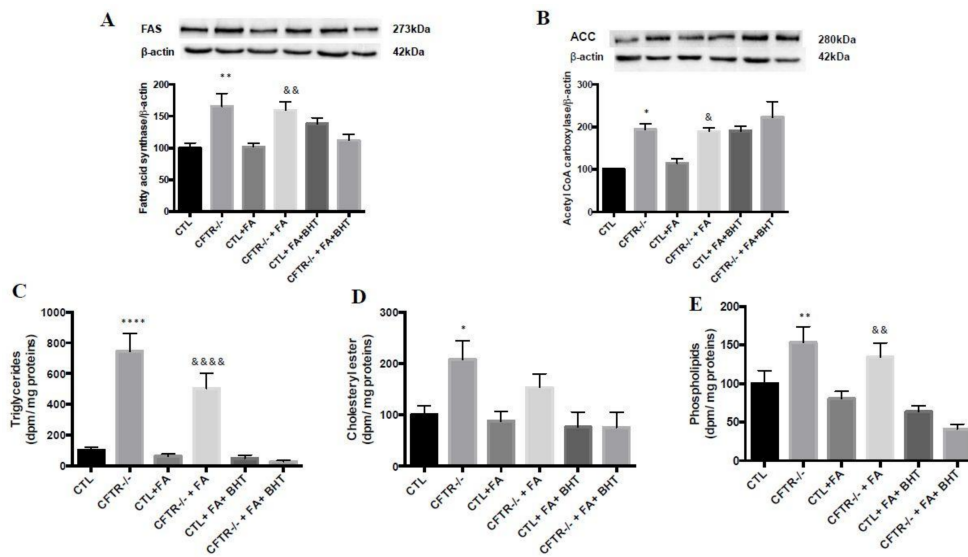 A
FAS
273kDa
β-actin
42kDa
**
&&
Fatty acid synthase/β-actin
200
150
100
50
0
CTL
CFTR-/-
CTL+FA
CFTR-/- + FA
CTL+ FA+BHT
CFTR-/- + FA+BHT
B
ACC
280kDa
β-actin
42kDa
*
&
Acetyl CoA carboxylase/β-actin
300
200
100
0
CTL
CFTR-/-
CTL+FA
CFTR-/- + FA
CTL+ FA+BHT
CFTR-/- + FA+BHT
C
Triglycerides
(dpm/ mg proteins)
1000
800
600
400
200
0
****
&&&&
CTL
CFTR-/-
CTL+FA
CFTR-/- + FA
CTL+ FA+ BHT
CFTR-/- + FA+ BHT
D
Cholesteryl ester
(dpm/ mg proteins)
300
200
100
0
*
CTL
CFTR-/-
CTL+FA
CFTR-/- + FA
CTL+ FA+ BHT
CFTR-/- + FA+ BHT
E
Phospholipids
(dpm/ mg proteins)
200
150
100
50
0
**
&&
CTL
CFTR-/-
CTL+FA
CFTR-/- + FA
CTL+ FA+ BHT
CFTR-/- + FA+ BHT